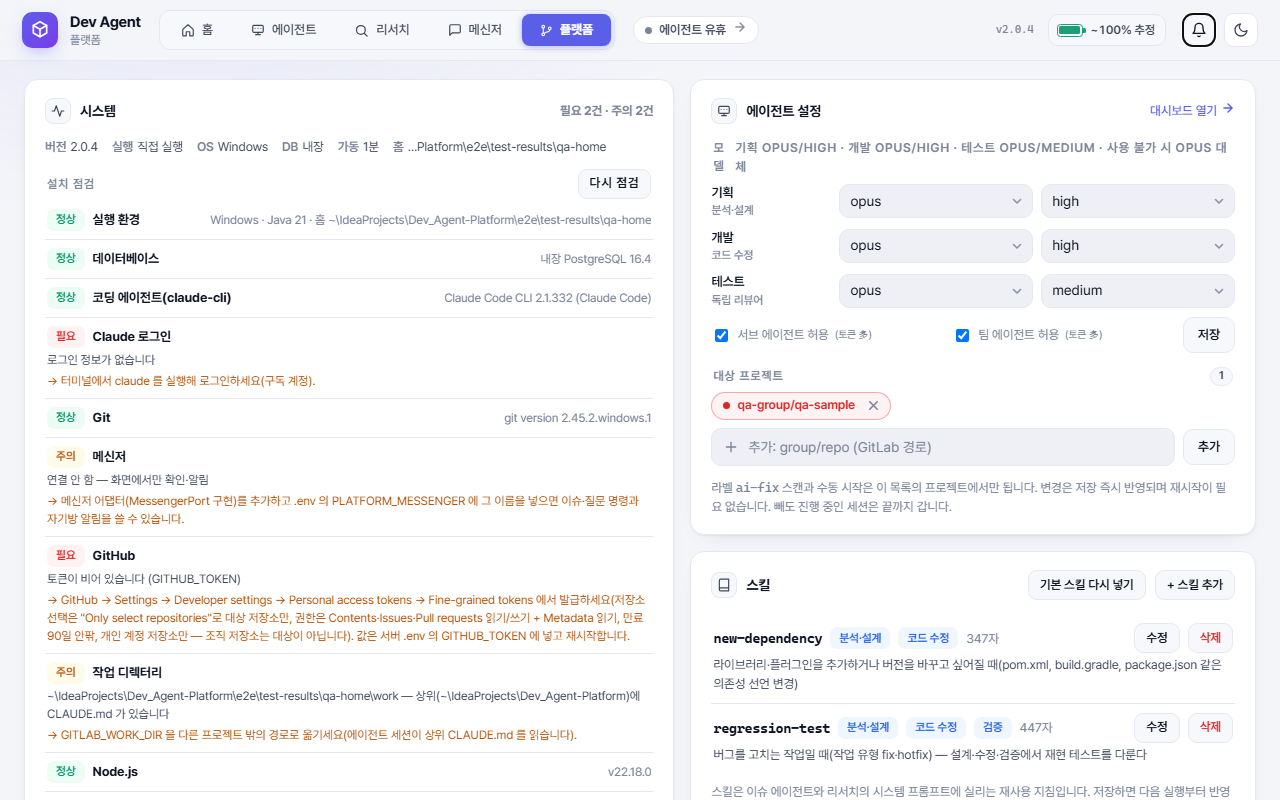 Dev Agent
플랫폼
홈
에이전트
리서치
메신저
플랫폼
에이전트 유휴 →
v2.0.4
~100% 추정
시스템
필요 2건 · 주의 2건
버전 2.0.4 실행 직접 실행 OS Windows DB 내장 가동 1분 홈 ...Platform\e2e\test-results\qa-home
설치 점검
다시 점검
정상 실행 환경 Windows · Java 21 · 홈 ~\IdeaProjects\Dev_Agent-Platform\e2e\test-results\qa-home
정상 데이터베이스 내장 PostgreSQL 16.4
정상 코딩 에이전트(claude-cli) Claude Code CLI 2.1.332 (Claude Code)
필요 Claude 로그인
로그인 정보가 없습니다
→ 터미널에서 claude 를 실행해 로그인하세요(구독 계정).
정상 Git git version 2.45.2.windows.1
주의 메신저
연결 안 함 — 화면에서만 확인·알림
→ 메신저 어댑터(MessengerPort 구현)를 추가하고 .env 의 PLATFORM_MESSENGER 에 그 이름을 넣으면 이슈·질문 명령과
자기방 알림을 쓸 수 있습니다.
필요 GitHub
토큰이 비어 있습니다 (GITHUB_TOKEN)
→ GitHub → Settings → Developer settings → Personal access tokens → Fine-grained tokens 에서 발급하세요(저장소
선택은 "Only select repositories"로 대상 저장소만, 권한은 Contents·Issues·Pull requests 읽기/쓰기 + Metadata 읽기, 만료
90일 안팎, 개인 계정 저장소만 — 조직 저장소는 대상이 아닙니다). 값은 서버 .env 의 GITHUB_TOKEN 에 넣고 재시작합니다.
주의 작업 디렉터리
~\IdeaProjects\Dev_Agent-Platform\e2e\test-results\qa-home\work — 상위(~\IdeaProjects\Dev_Agent-Platform)에
CLAUDE.md 가 있습니다
→ GITLAB_WORK_DIR 을 다른 프로젝트 밖의 경로로 옮기세요(에이전트 세션이 상위 CLAUDE.md 를 읽습니다).
정상 Node.js v22.18.0
에이전트 설정
대시보드 열기 →
모델 기획 OPUS/HIGH · 개발 OPUS/HIGH · 테스트 OPUS/MEDIUM · 사용 불가 시 OPUS 대체
기획
분석·설계
opus
high
개발
코드 수정
opus
high
테스트
독립 리뷰어
opus
medium
서브 에이전트 허용 (토큰 多)
팀 에이전트 허용 (토큰 多)
저장
대상 프로젝트
1
qa-group/qa-sample ×
+ 추가: group/repo (GitLab 경로)
추가
라벨 ai-fix 스캔과 수동 시작은 이 목록의 프로젝트에서만 됩니다. 변경은 저장 즉시 반영되며 재시작이 필
요 없습니다. 빼도 진행 중인 세션은 끝까지 갑니다.
스킬
기본 스킬 다시 넣기
+ 스킬 추가
new-dependency 분석·설계 코드 수정 347자
수정
삭제
라이브러리·플러그인을 추가하거나 버전을 바꾸고 싶어질 때(pom.xml, build.gradle, package.json 같은
의존성 선언 변경)
regression-test 분석·설계 코드 수정 검증 447자
수정
삭제
버그를 고치는 작업일 때(작업 유형 fix·hotfix) — 설계·수정·검증에서 재현 테스트를 다룬다
스킬은 이슈 에이전트와 리서치의 시스템 프롬프트에 실리는 재사용 지침입니다. 저장하면 다음 실행부터 반영